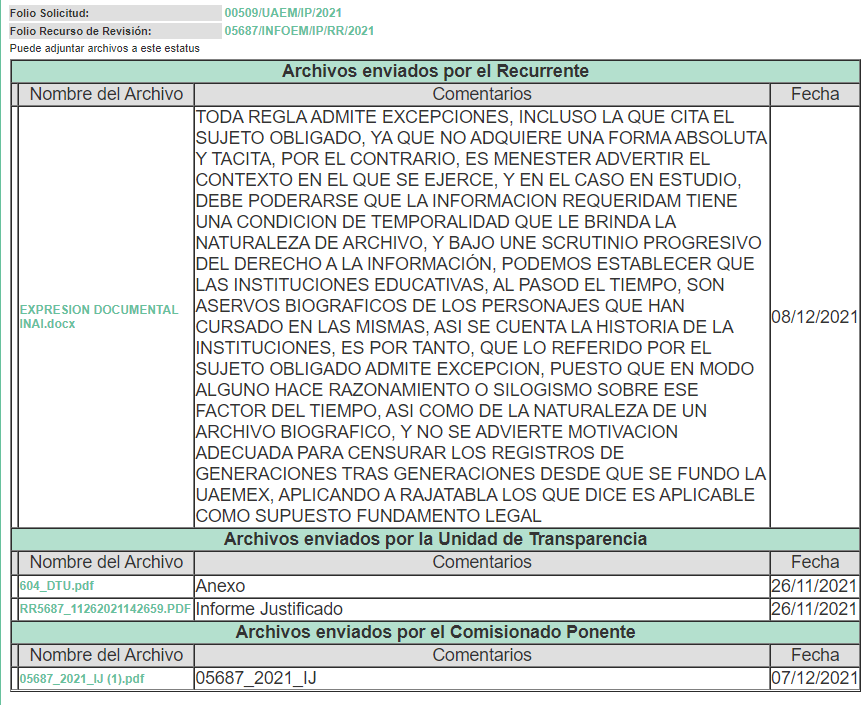 Folio Solicitud: 00509/UAEM/IP/2021
Folio Recurso de Revisión: 05687/INFOEM/IP/RR/2021
Puede adjuntar archivos a este estatus
Archivos enviados por el Recurrente
Nombre del Archivo Comentarios Fecha
TODA REGLA ADMITE EXCEPCIONES, INCLUSO LA QUE CITA EL
SUJETO OBLIGADO, YA QUE NO ADQUIERE UNA FORMA ABSOLUTA
Y TACITA, POR EL CONTRARIO, ES MENESTER ADVERTIR EL
CONTEXTO EN EL QUE SE EJERCE, Y EN EL CASO EN ESTUDIO,
DEBE PODERARSE QUE LA INFORMACION REQUERIDAM TIENE
UNA CONDICION DE TEMPORALIDAD QUE LE BRINDA LA
NATURALEZA DE ARCHIVO, Y BAJO UNE SCRUTINIO PROGRESIVO
DEL DERECHO A LA INFORMACIÓN, PODEMOS ESTABLECER QUE
LAS INSTITUCIONES EDUCATIVAS, AL PASOD EL TIEMPO, SON
EXPRESION DOCUMENTAL INAI.docx ASERVOS BIOGRAFICOS DE LOS PERSONAJES QUE HAN 08/12/2021
CURSADO EN LAS MISMAS, ASI SE CUENTA LA HISTORIA DE LA
INSTITUCIONES, ES POR TANTO, QUE LO REFERIDO POR EL
SUJETO OBLIGADO ADMITE EXCEPCION, PUESTO QUE EN MODO
ALGUNO HACE RAZONAMIENTO O SILOGISMO SOBRE ESE
FACTOR DEL TIEMPO, ASI COMO DE LA NATURALEZA DE UN
ARCHIVO BIOGRAFICO, Y NO SE ADVIERTE MOTIVACION
ADECUADA PARA CENSURAR LOS REGISTROS DE
GENERACIONES TRAS GENERACIONES DESDE QUE SE FUNDO LA
UAEMEX, APLICANDO A RAJATABLA LOS QUE DICE ES APLICABLE
COMO SUPUESTO FUNDAMENTO LEGAL
Archivos enviados por la Unidad de Transparencia
Nombre del Archivo Comentarios Fecha
604_DTU.pdf Anexo 26/11/2021
RR5687_11262021142659.PDF Informe Justificado 26/11/2021
Archivos enviados por el Comisionado Ponente
Nombre del Archivo Comentarios Fecha
05687_2021_IJ (1).pdf 05687_2021_IJ 07/12/2021